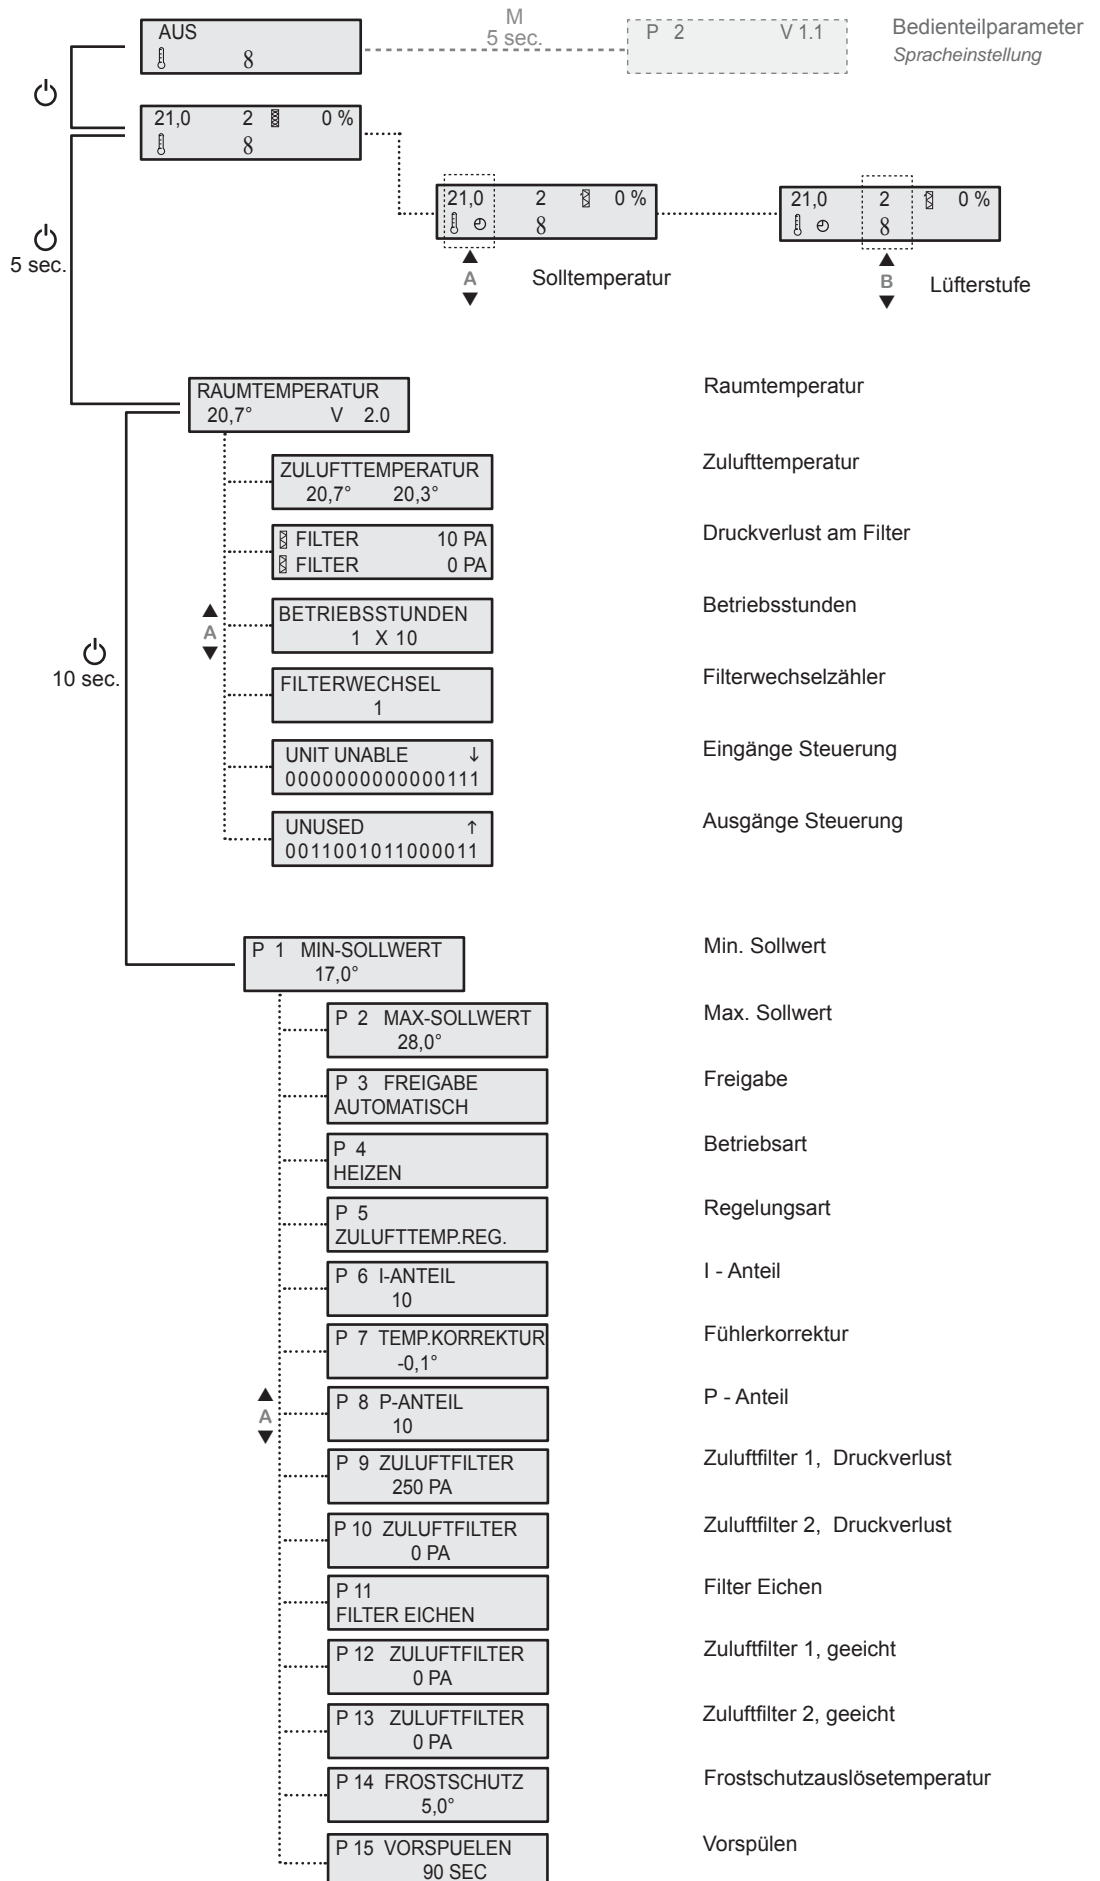 M
5 sec.
AUS
8
P 2 V 1.1
Bedienteilparameter
Spracheinstellung
21,0 2 0 %
8
21,0 2 0 %
8
A
Solltemperatur
21,0 2 0 %
8
B
Lüfterstufe
5 sec.
RAUMTEMPERATUR
20,7° V 2.0
Raumtemperatur
ZULUFTTEMPERATUR
20,7° 20,3°
Zulufttemperatur
FILTER 10 PA
FILTER 0 PA
Druckverlust am Filter
A
BETRIEBSSTUNDEN
1 X 10
Betriebsstunden
10 sec.
FILTERWECHSEL
1
Filterwechselzähler
UNIT UNABLE ↓
0000000000000111
Eingänge Steuerung
UNUSED ↑
0011001011000011
Ausgänge Steuerung
P 1 MIN-SOLLWERT
17,0°
Min. Sollwert
P 2 MAX-SOLLWERT
28,0°
Max. Sollwert
P 3 FREIGABE
AUTOMATISCH
Freigabe
P 4
HEIZEN
Betriebsart
P 5
ZULUFTTEMP.REG.
Regelungsart
P 6 I-ANTEIL
10
I - Anteil
P 7 TEMP.KORREKTUR
-0,1°
Fühlerkorrektur
A
P 8 P-ANTEIL
10
P - Anteil
P 9 ZULUFTFILTER
250 PA
Zuluftfilter 1, Druckverlust
P 10 ZULUFTFILTER
0 PA
Zuluftfilter 2, Druckverlust
P 11
FILTER EICHEN
Filter Eichen
P 12 ZULUFTFILTER
0 PA
Zuluftfilter 1, geeicht
P 13 ZULUFTFILTER
0 PA
Zuluftfilter 2, geeicht
P 14 FROSTSCHUTZ
5,0°
Frostschutzauslösetemperatur
P 15 VORSPUELEN
90 SEC
Vorspülen